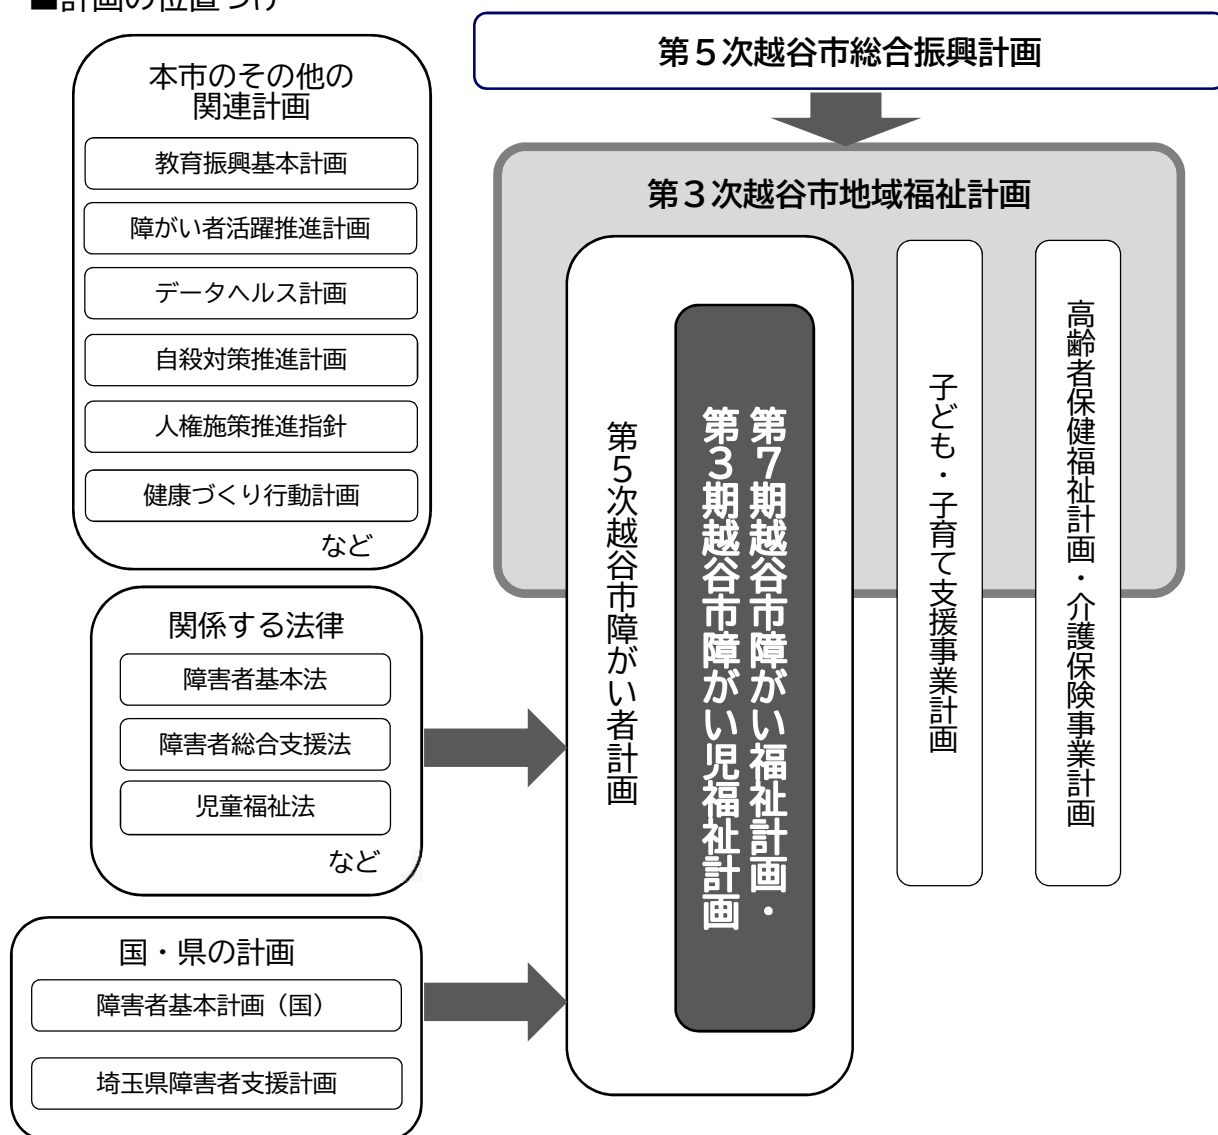 ■計画の位置づけ
第５次越谷市総合振興計画
本市のその他の
関連計画
教育振興基本計画
障がい者活躍推進計画
データヘルス計画
自殺対策推進計画
人権施策推進指針
健康づくり行動計画
など
関係する法律
障害者基本法
障害者総合支援法
児童福祉法
など
国・県の計画
障害者基本計画（国）
埼玉県障害者支援計画
第３次越谷市地域福祉計画
第５次越谷市障がい者計画
第７期越谷市障がい福祉計画・
第３期越谷市障がい児福祉計画
子ども・子育て支援事業計画
高齢者保健福祉計画・介護保険事業計画